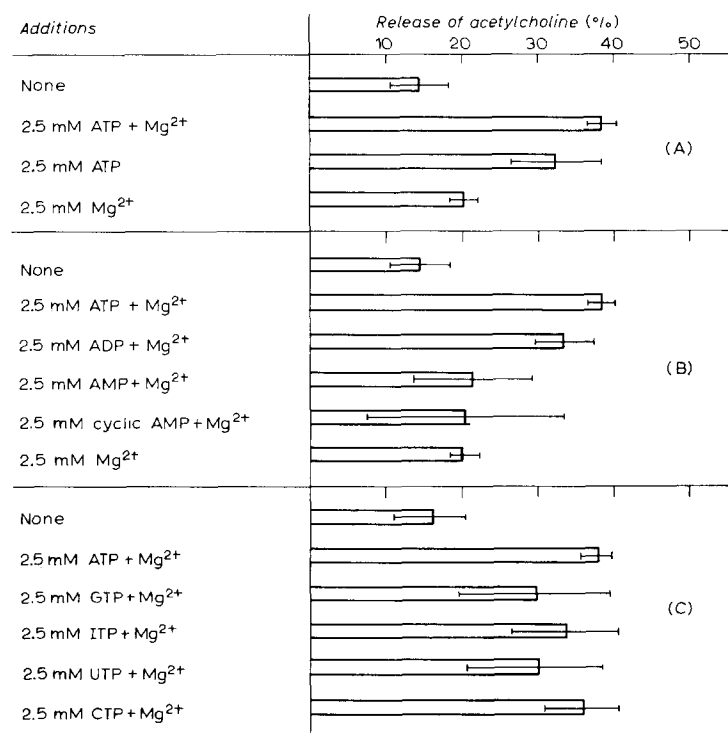 Additions Release of acetylcholine (%)
10 20 30 40 50
None
2.5 mM ATP + Mg²⁺
2.5 mM ATP
2.5 mM Mg²⁺
(A)
None
2.5 mM ATP + Mg²⁺
2.5 mM ADP + Mg²⁺
2.5 mM AMP + Mg²⁺
2.5 mM cyclic AMP + Mg²⁺
2.5 mM Mg²⁺
(B)
None
2.5 mM ATP + Mg²⁺
2.5 mM GTP + Mg²⁺
2.5 mM ITP + Mg²⁺
2.5 mM UTP + Mg²⁺
2.5 mM CTP + Mg²⁺
(C)